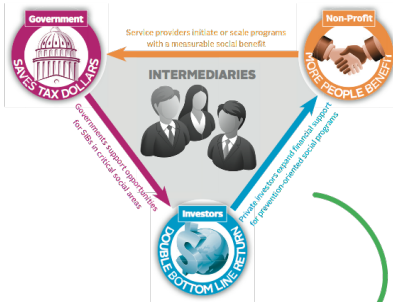 Government
SAVES TAX DOLLARS
Service providers initiate or scale programs
with a measurable social benefit
Non-Profit
MORE PEOPLE BENEFIT
INTERMEDIARIES
Governments support opportunities
for SIBs in critical social areas
Private investors expand financial support
for prevention-oriented social programs
Investors
DOUBLE BOTTOM LINE RETURN